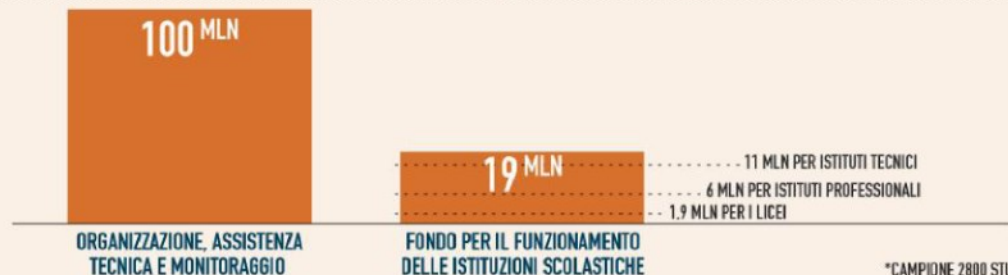 100 MLN
19 MLN
11 MLN PER ISTITUTI TECNICI
6 MLN PER ISTITUTI PROFESSIONALI
1,9 MLN PER I LICEI
ORGANIZZAZIONE, ASSISTENZA
TECNICA E MONITORAGGIO
FONDO PER IL FUNZIONAMENTO
DELLE ISTITUZIONI SCOLASTICHE
*CAMPIONE 2800